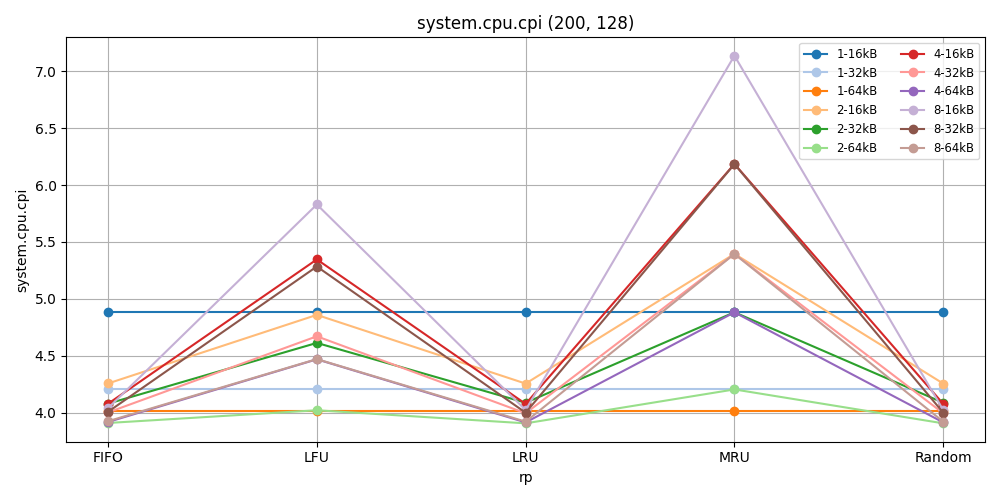 system.cpu.cpi (200, 128)
system.cpu.cpi
7.0
6.5
6.0
5.5
5.0
4.5
4.0
1-16kB
1-32kB
1-64kB
2-16kB
2-32kB
2-64kB
4-16kB
4-32kB
4-64kB
8-16kB
8-32kB
8-64kB
FIFO LFU LRU MRU Random
rp